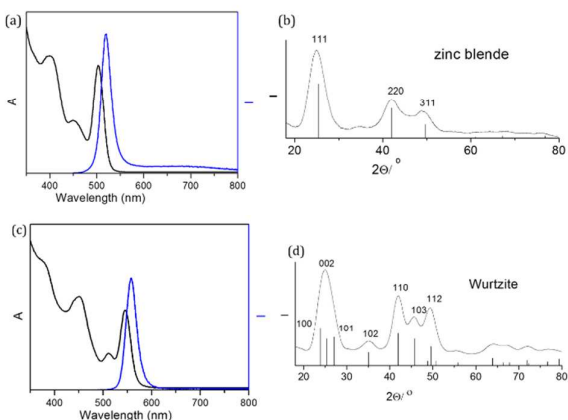 (a)
A
I
400 500 600 700 800
Wavelength (nm)
(b)
zinc blende
111
220
311
I
20 40 60 80
2Θ/ °
(c)
A
I
400 500 600 700 800
Wavelength (nm)
(d)
Wurtzite
002
110
103 112
100
101
102
I
20 30 40 50 60 70 80
2Θ/ °